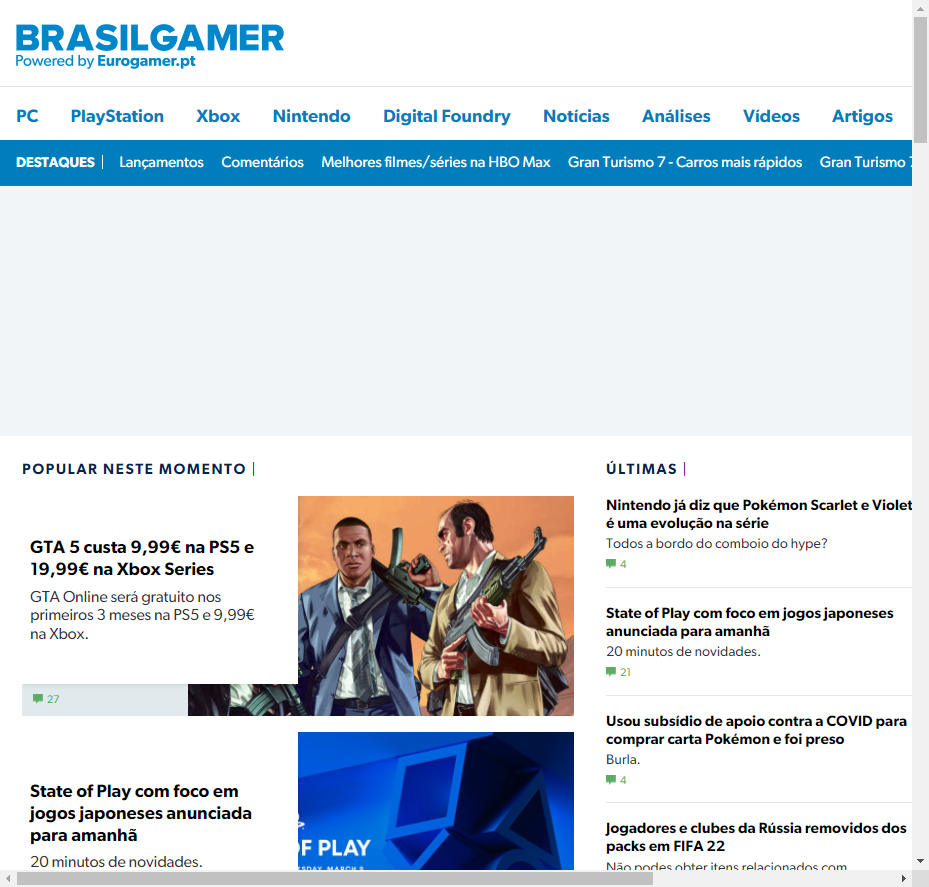 BRASILGAMER
Powered by Eurogamer.pt
PC PlayStation Xbox Nintendo Digital Foundry Notícias Análises Vídeos Artigos
DESTAQUES Lançamentos Comentários Melhores filmes/séries na HBO Max Gran Turismo 7 - Carros mais rápidos Gran Turismo 7
POPULAR NESTE MOMENTO
GTA 5 custa 9,99€ na PS5 e
19,99€ na Xbox Series
GTA Online será gratuito nos
primeiros 3 meses na PS5 e 9,99€
na Xbox.
27
State of Play com foco em
jogos japoneses anunciada
para amanhã
20 minutos de novidades.
OF PLAY
ÚLTIMAS
Nintendo já diz que Pokémon Scarlet e Violet
é uma evolução na série
Todos a bordo do comboio do hype?
4
State of Play com foco em jogos japoneses
anunciada para amanhã
20 minutos de novidades.
21
Usou subsídio de apoio contra a COVID para
comprar carta Pokémon e foi preso
Burla.
4
Jogadores e clubes da Rússia removidos dos
packs em FIFA 22
Não podes obter itens relacionados com